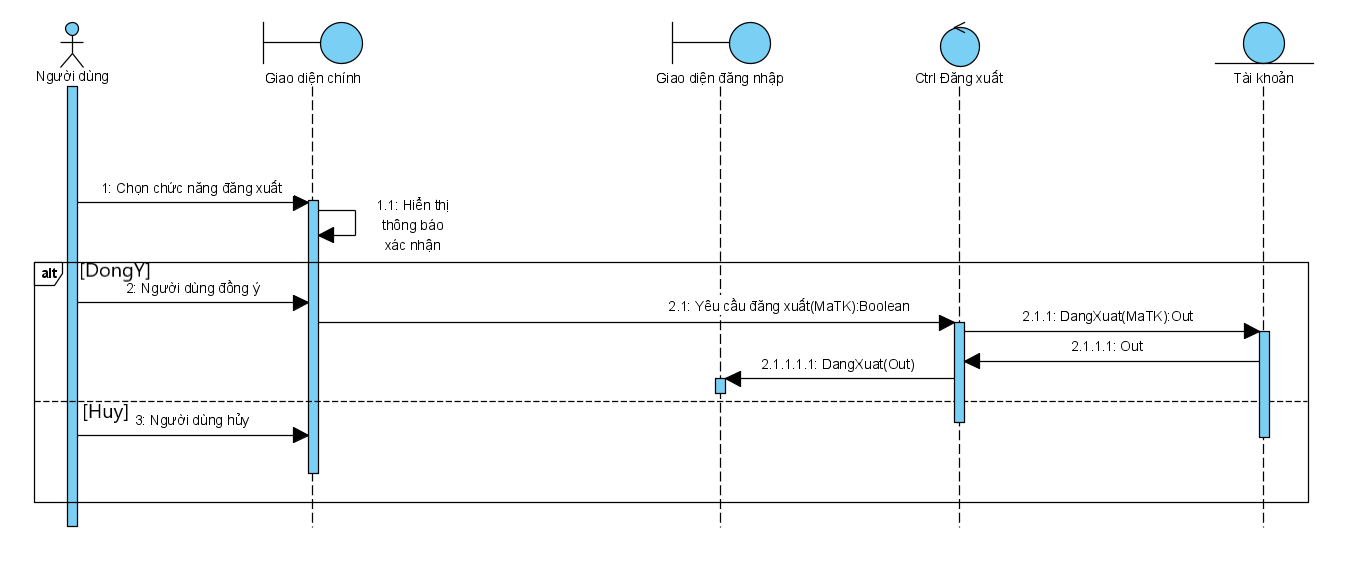 Người dùng
Giao diện chính
Giao diện đăng nhập
Ctrl Đăng xuất
Tài khoản
1: Chọn chức năng đăng xuất
1.1: Hiển thị
thông báo
xác nhận
alt
[DongY]
2: Người dùng đồng ý
2.1: Yêu cầu đăng xuất(MaTK):Boolean
2.1.1: DangXuat(MaTK):Out
2.1.1.1: Out
2.1.1.1.1: DangXuat(Out)
[Huy]
3: Người dùng hủy